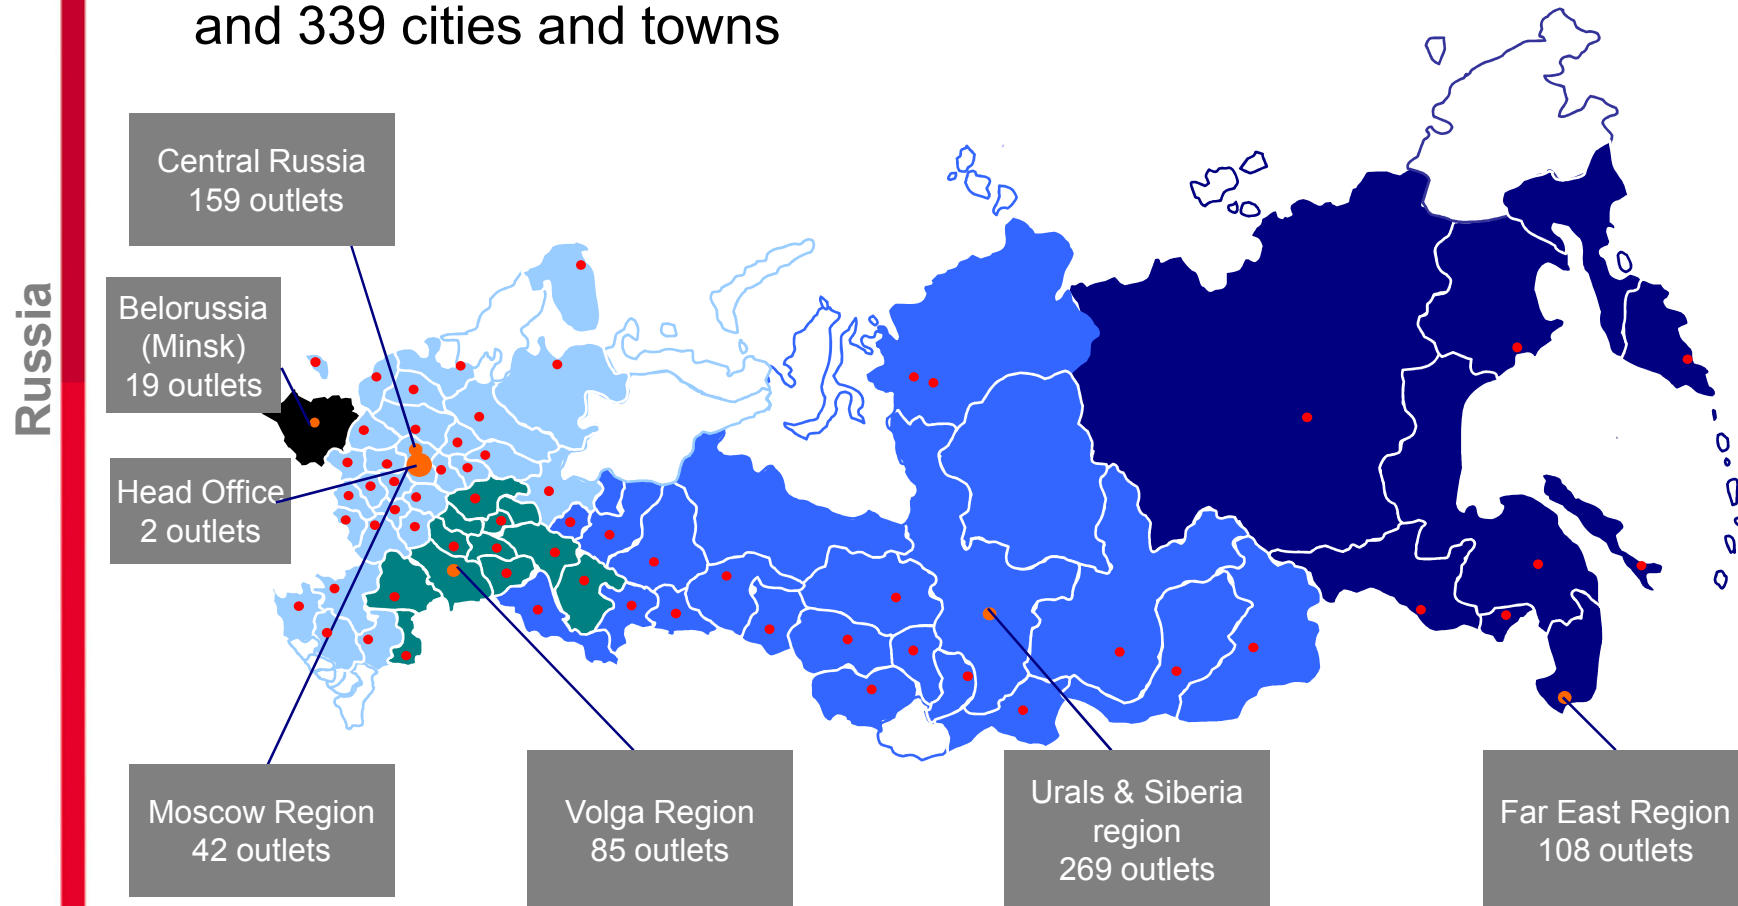 and 339 cities and towns
Russia
Central Russia
159 outlets
Belorussia
(Minsk)
19 outlets
Head Office
2 outlets
Moscow Region
42 outlets
Volga Region
85 outlets
Urals & Siberia
region
269 outlets
Far East Region
108 outlets